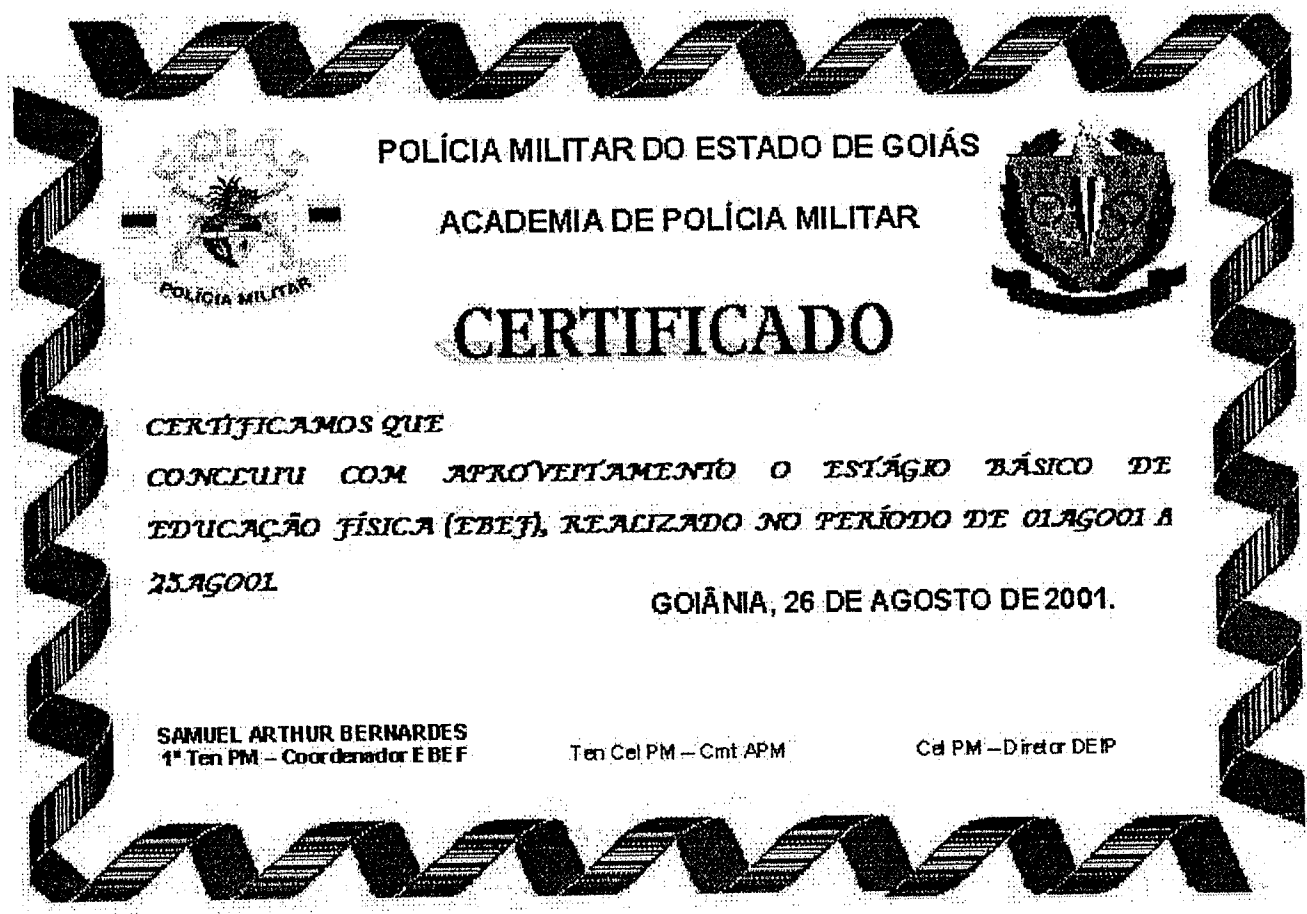 POLÍCIA MILITAR DO ESTADO DE GOIÁS
ACADEMIA DE POLÍCIA MILITAR
POLÍCIA MILITAR
CERTIFICADO
CERTIFICAMOS QUE
CONCLUIU COM APROVEITAMENTO O ESTÁGIO BÁSICO DE
EDUCAÇÃO FÍSICA (EBEF), REALIZADO NO PERÍODO DE 01AGO01 A
25AGO01
GOIÂNIA, 26 DE AGOSTO DE 2001.
SAMUEL ARTHUR BERNARDES
1º Ten PM – Coordenador EBEF
Ten Cel PM – Cmt APM
Cel PM – Diretor DEIP